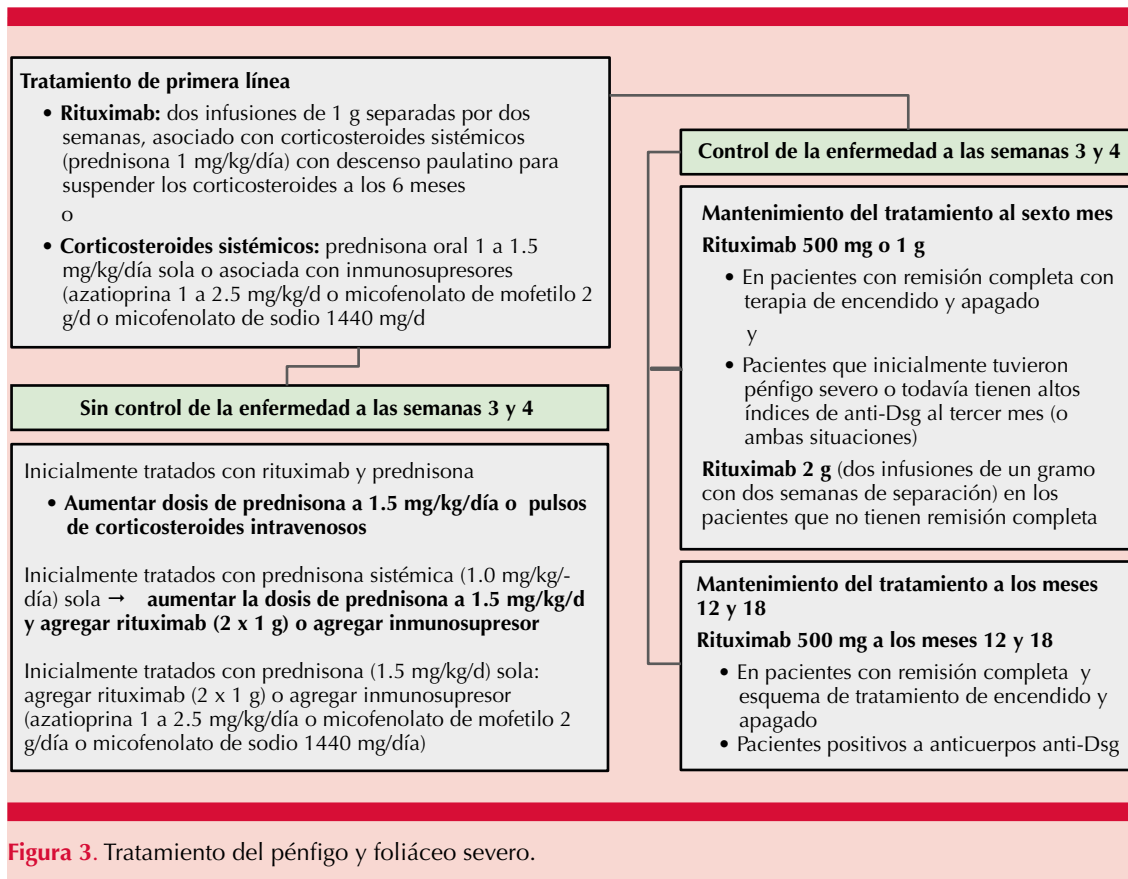 Tratamiento de primera línea
• Rituximab: dos infusiones de 1 g separadas por dos
semanas, asociado con corticosteroides sistémicos
(prednisona 1 mg/kg/día) con descenso paulatino para
suspender los corticosteroides a los 6 meses
o
• Corticosteroides sistémicos: prednisona oral 1 a 1.5
mg/kg/día sola o asociada con inmunosupresores
(azatioprina 1 a 2.5 mg/kg/d o micofenolato de mofetilo 2
g/d o micofenolato de sodio 1440 mg/d
Sin control de la enfermedad a las semanas 3 y 4
Inicialmente tratados con rituximab y prednisona
• Aumentar dosis de prednisona a 1.5 mg/kg/día o pulsos
de corticosteroides intravenosos
Inicialmente tratados con prednisona sistémica (1.0 mg/kg/-
día) sola → aumentar la dosis de prednisona a 1.5 mg/kg/d
y agregar rituximab (2 x 1 g) o agregar inmunosupresor
Inicialmente tratados con prednisona (1.5 mg/kg/d) sola:
agregar rituximab (2 x 1 g) o agregar inmunosupresor
(azatioprina 1 a 2.5 mg/kg/día o micofenolato de mofetilo 2
g/día o micofenolato de sodio 1440 mg/día)
Control de la enfermedad a las semanas 3 y 4
Mantenimiento del tratamiento al sexto mes
Rituximab 500 mg o 1 g
• En pacientes con remisión completa con
terapia de encendido y apagado
y
• Pacientes que inicialmente tuvieron
pénfigo severo o todavía tienen altos
índices de anti-Dsg al tercer mes (o
ambas situaciones)
Rituximab 2 g (dos infusiones de un gramo
con dos semanas de separación) en los
pacientes que no tienen remisión completa
Mantenimiento del tratamiento a los meses
12 y 18
Rituximab 500 mg a los meses 12 y 18
• En pacientes con remisión completa y
esquema de tratamiento de encendido y
apagado
• Pacientes positivos a anticuerpos anti-Dsg
Figura 3. Tratamiento del pénfigo y foliáceo severo.